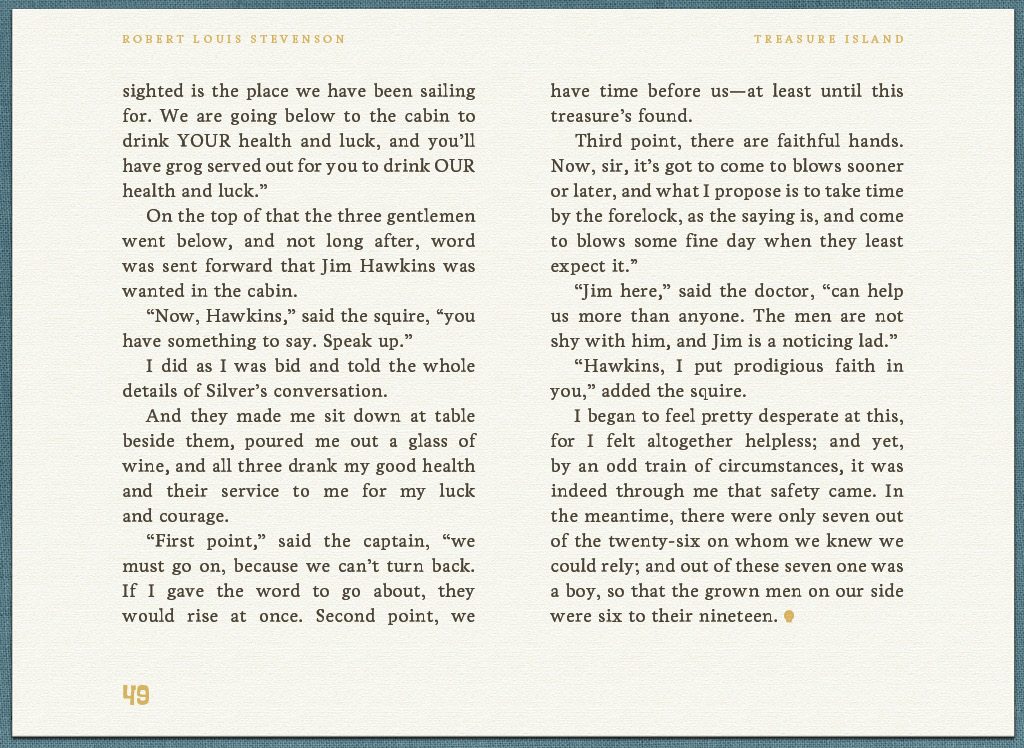 ROBERT LOUIS STEVENSON
TREASURE ISLAND
sighted is the place we have been sailing
for. We are going below to the cabin to
drink YOUR health and luck, and you’ll
have grog served out for you to drink OUR
health and luck.”
On the top of that the three gentlemen
went below, and not long after, word
was sent forward that Jim Hawkins was
wanted in the cabin.
“Now, Hawkins,” said the squire, “you
have something to say. Speak up.”
I did as I was bid and told the whole
details of Silver’s conversation.
And they made me sit down at table
beside them, poured me out a glass of
wine, and all three drank my good health
and their service to me for my luck
and courage.
“First point,” said the captain, “we
must go on, because we can’t turn back.
If I gave the word to go about, they
would rise at once. Second point, we
have time before us—at least until this
treasure’s found.
Third point, there are faithful hands.
Now, sir, it’s got to come to blows sooner
or later, and what I propose is to take time
by the forelock, as the saying is, and come
to blows some fine day when they least
expect it.”
“Jim here,” said the doctor, “can help
us more than anyone. The men are not
shy with him, and Jim is a noticing lad.”
“Hawkins, I put prodigious faith in
you,” added the squire.
I began to feel pretty desperate at this,
for I felt altogether helpless; and yet,
by an odd train of circumstances, it was
indeed through me that safety came. In
the meantime, there were only seven out
of the twenty-six on whom we knew we
could rely; and out of these seven one was
a boy, so that the grown men on our side
were six to their nineteen.
49